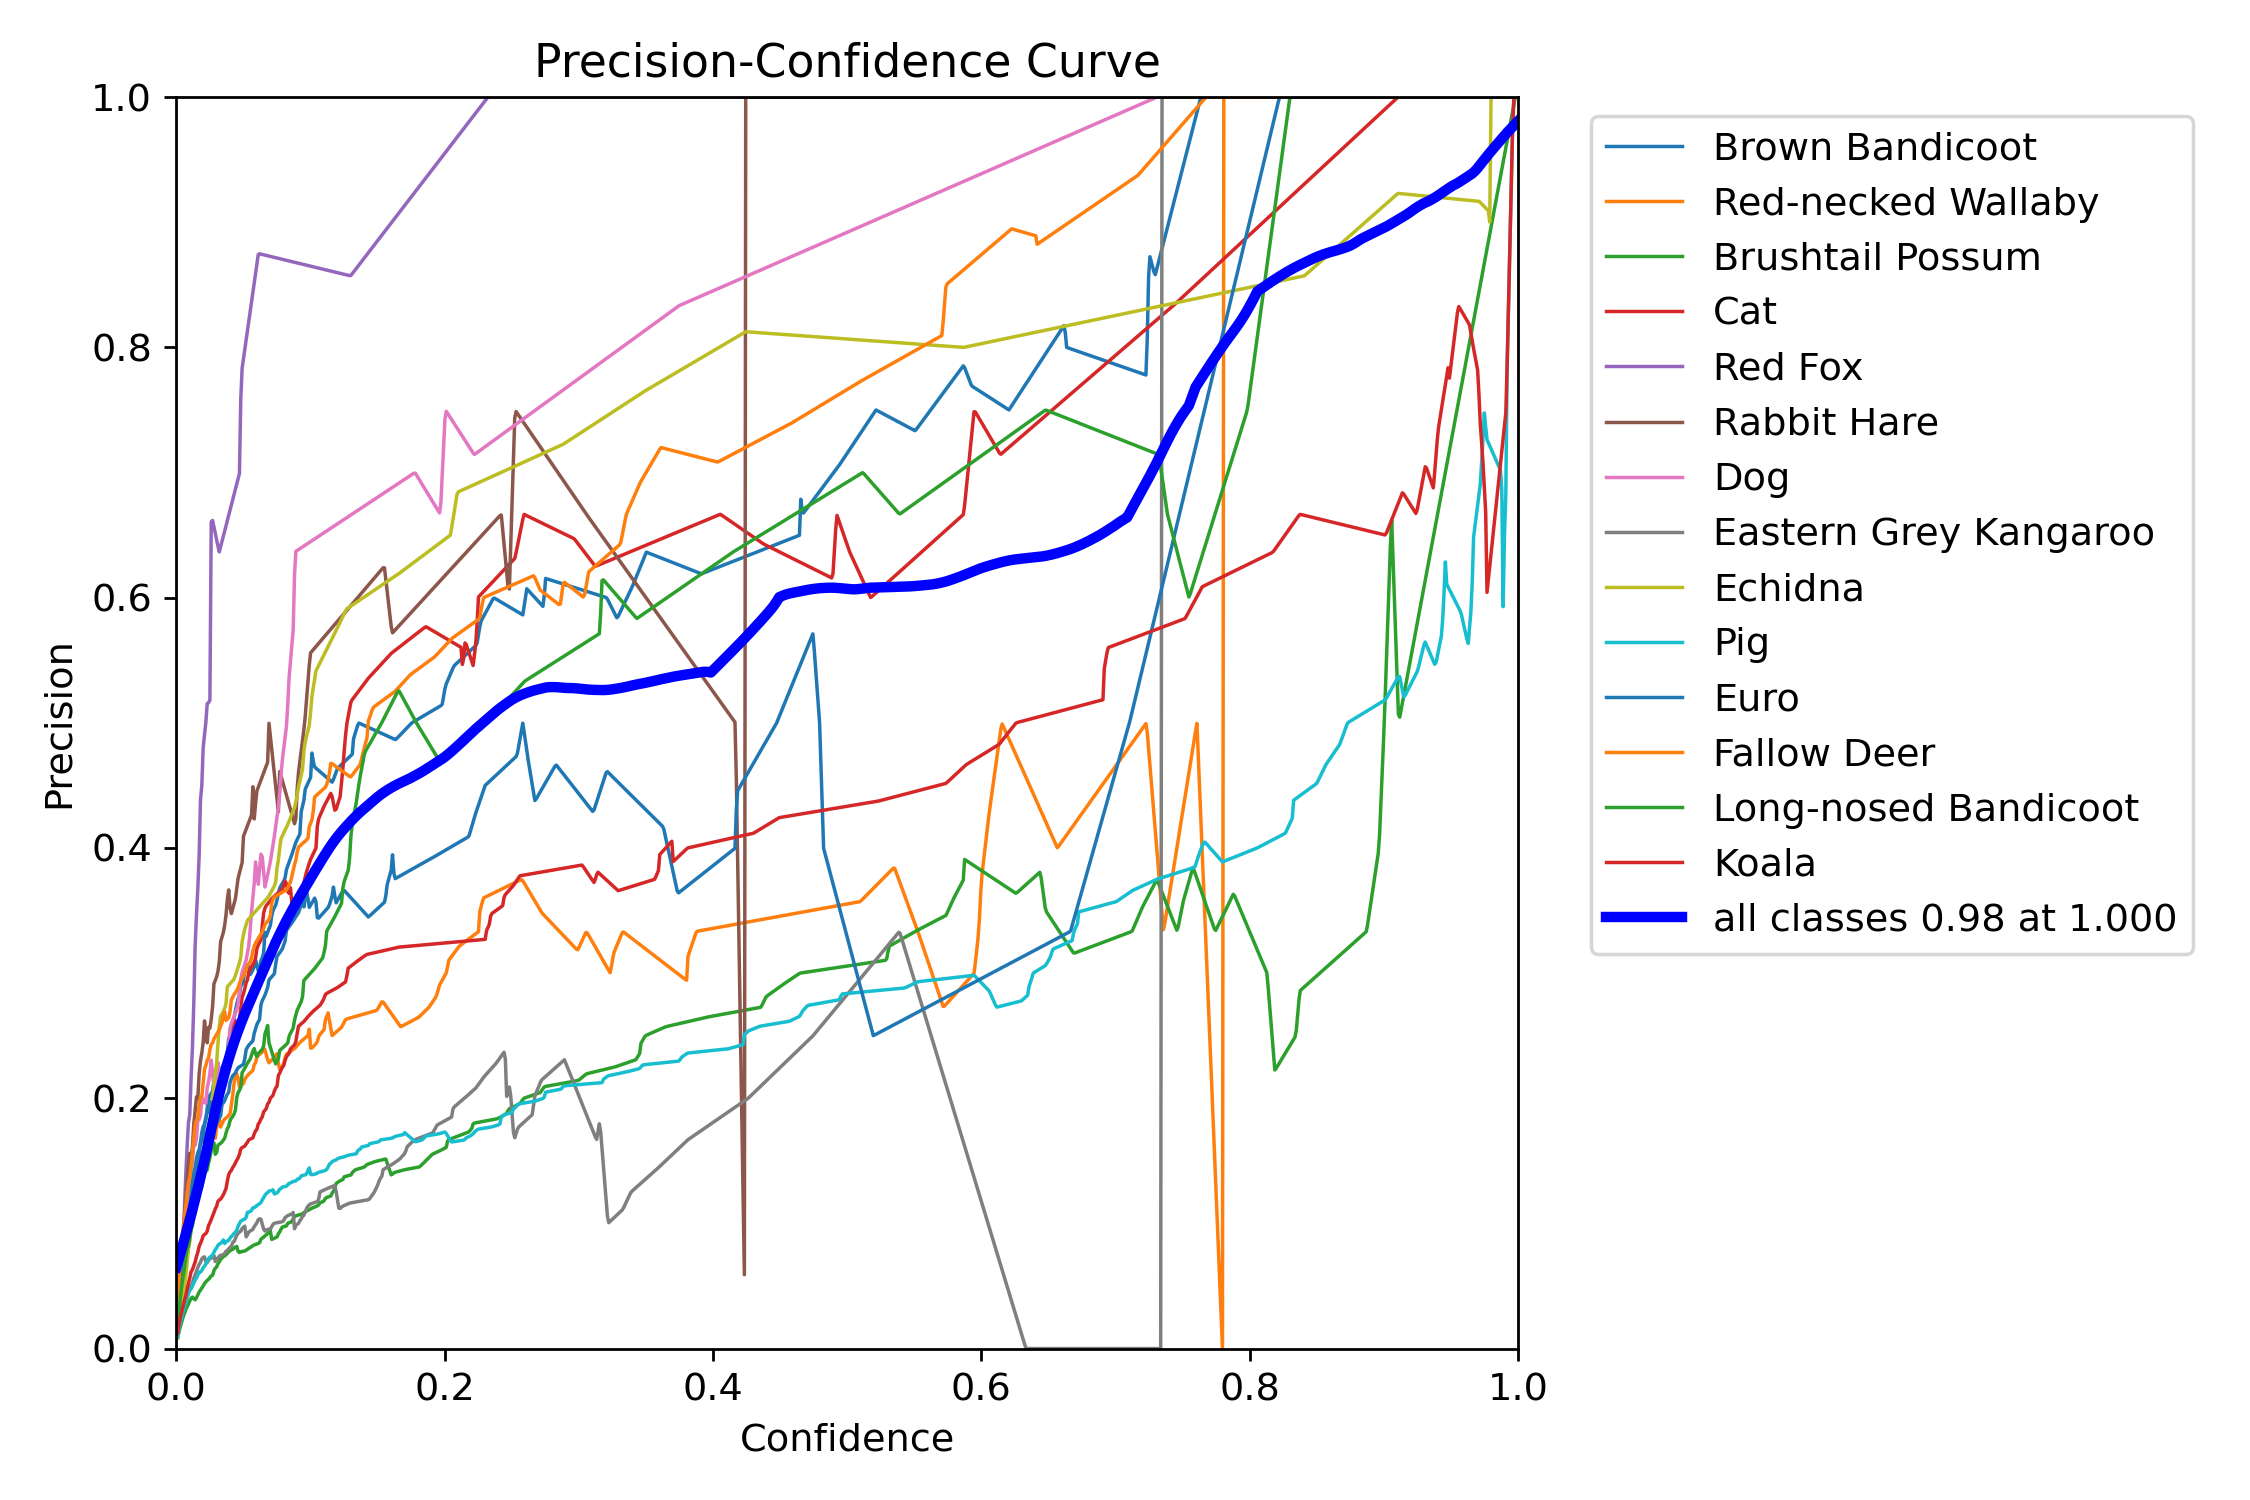 Precision-Confidence Curve
1.0
0.8
0.6
0.4
0.2
0.0
Precision
0.0 0.2 0.4 0.6 0.8 1.0
Confidence
Brown Bandicoot
Red-necked Wallaby
Brushtail Possum
Cat
Red Fox
Rabbit Hare
Dog
Eastern Grey Kangaroo
Echidna
Pig
Euro
Fallow Deer
Long-nosed Bandicoot
Koala
all classes 0.98 at 1.000